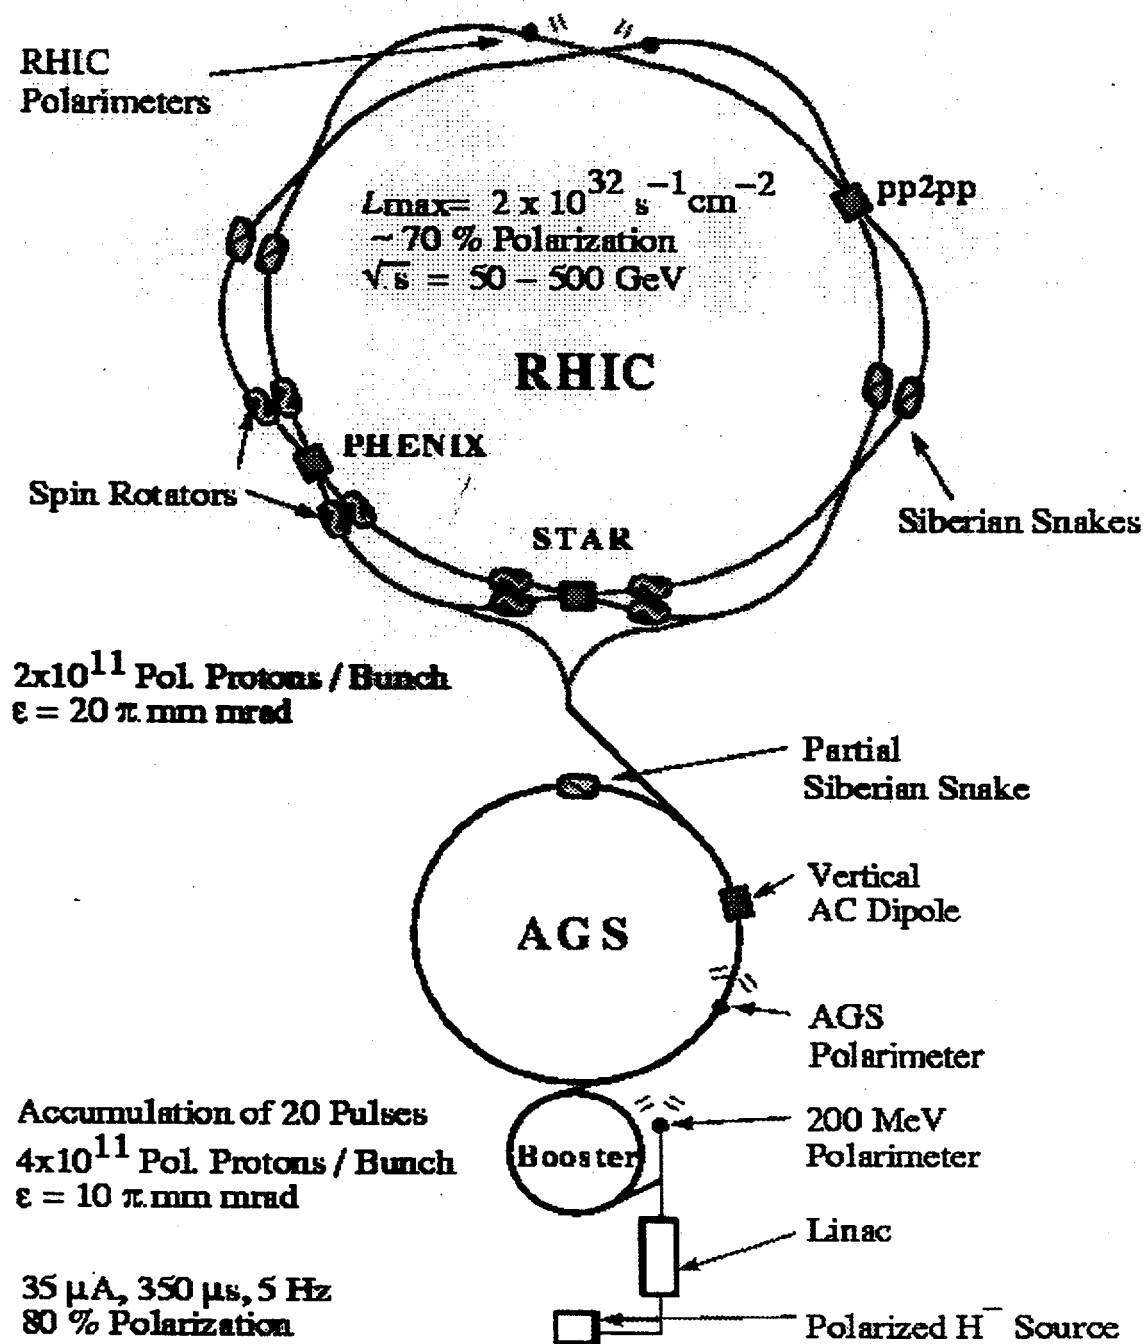 RHIC
Polarimeters
pp2pp
Lmax= 2 x 10^32 s^−1 cm^−2
~70 % Polarization
√s = 50 – 500 GeV
RHIC
PHENIX
Spin Rotators
Siberian Snakes
STAR
2x10^11 Pol. Protons / Bunch
ε = 20 π.mm mrad
Partial
Siberian Snake
Vertical
AC Dipole
AGS
AGS
Polarimeter
Accumulation of 20 Pulses
4x10^11 Pol. Protons / Bunch
ε = 10 π.mm mrad
Booster
200 MeV
Polarimeter
Linac
35 μA, 350 μs, 5 Hz
80 % Polarization
Polarized H^− Source